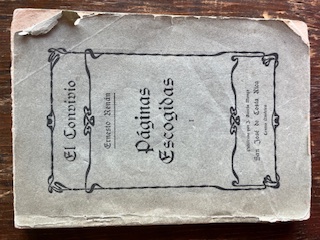 El Convivio
Ernesto Renán
Páginas
Escogidas
I
San José de Costa Rica